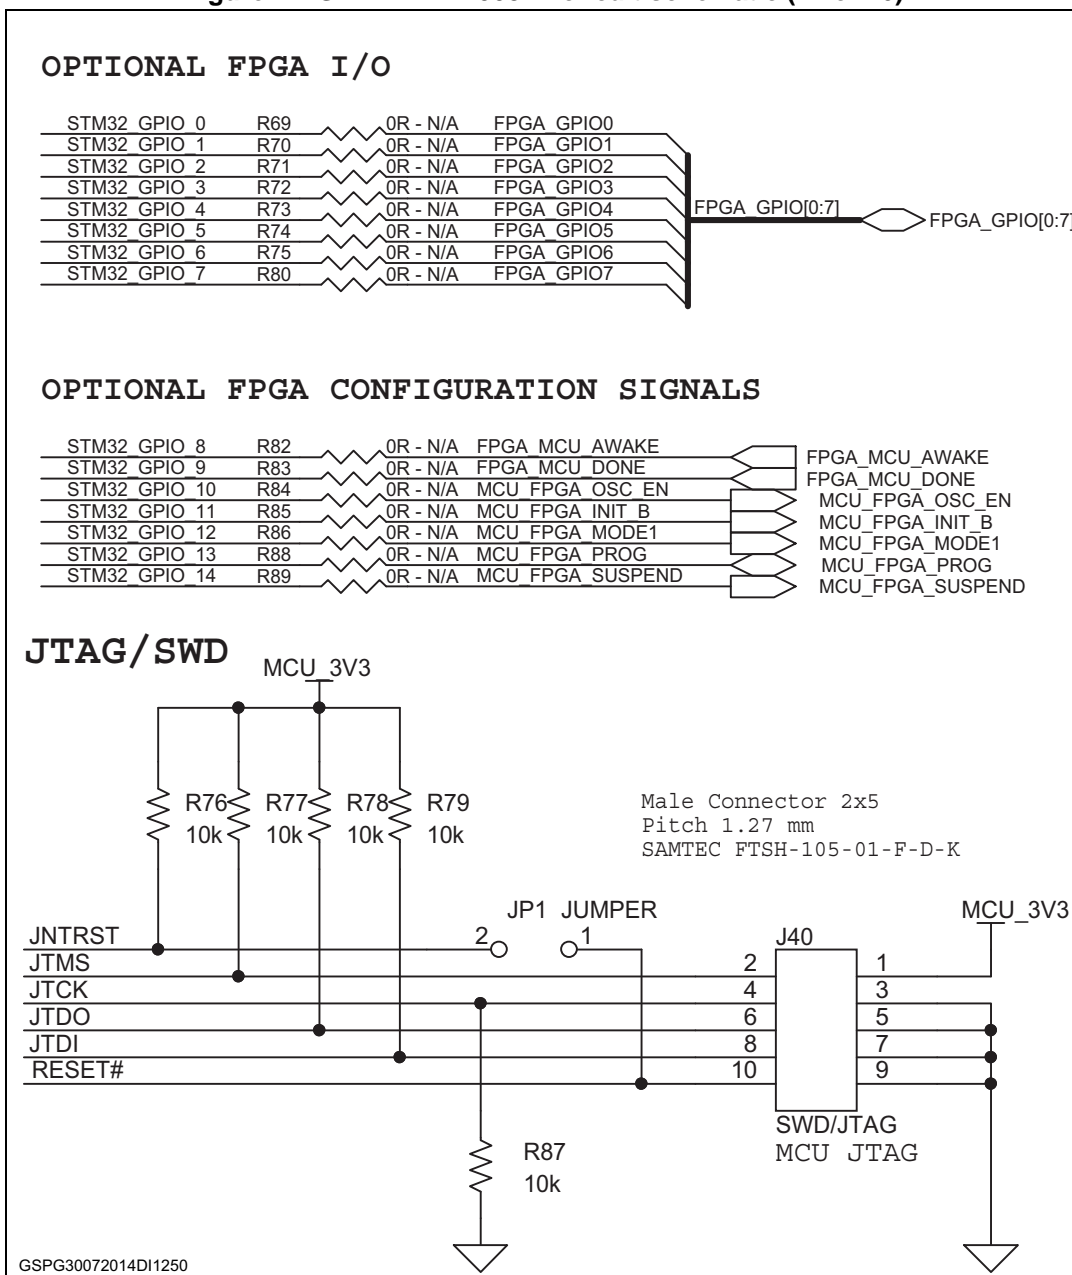 OPTIONAL FPGA I/O
STM32_GPIO_0 R69 0R - N/A FPGA_GPIO0
STM32_GPIO_1 R70 0R - N/A FPGA_GPIO1
STM32_GPIO_2 R71 0R - N/A FPGA_GPIO2
STM32_GPIO_3 R72 0R - N/A FPGA_GPIO3
STM32_GPIO_4 R73 0R - N/A FPGA_GPIO4
STM32_GPIO_5 R74 0R - N/A FPGA_GPIO5
STM32_GPIO_6 R75 0R - N/A FPGA_GPIO6
STM32_GPIO_7 R80 0R - N/A FPGA_GPIO7
FPGA_GPIO[0:7] FPGA_GPIO[0:7]
OPTIONAL FPGA CONFIGURATION SIGNALS
STM32_GPIO_8 R82 0R - N/A FPGA_MCU_AWAKE FPGA_MCU_AWAKE
STM32_GPIO_9 R83 0R - N/A FPGA_MCU_DONE FPGA_MCU_DONE
STM32_GPIO_10 R84 0R - N/A MCU_FPGA_OSC_EN MCU_FPGA_OSC_EN
STM32_GPIO_11 R85 0R - N/A MCU_FPGA_INIT_B MCU_FPGA_INIT_B
STM32_GPIO_12 R86 0R - N/A MCU_FPGA_MODE1 MCU_FPGA_MODE1
STM32_GPIO_13 R88 0R - N/A MCU_FPGA_PROG MCU_FPGA_PROG
STM32_GPIO_14 R89 0R - N/A MCU_FPGA_SUSPEND MCU_FPGA_SUSPEND
JTAG/SWD
MCU_3V3
R76 R77 R78 R79
10k 10k 10k 10k
Male Connector 2x5
Pitch 1.27 mm
SAMTEC FTSH-105-01-F-D-K
JP1 JUMPER
MCU_3V3
JNTRST 2 1
J40
JTMS 2 1
JTCK 4 3
JTDO 6 5
JTDI 8 7
RESET# 10 9
SWD/JTAG
MCU JTAG
R87
10k
GSPG30072014DI1250